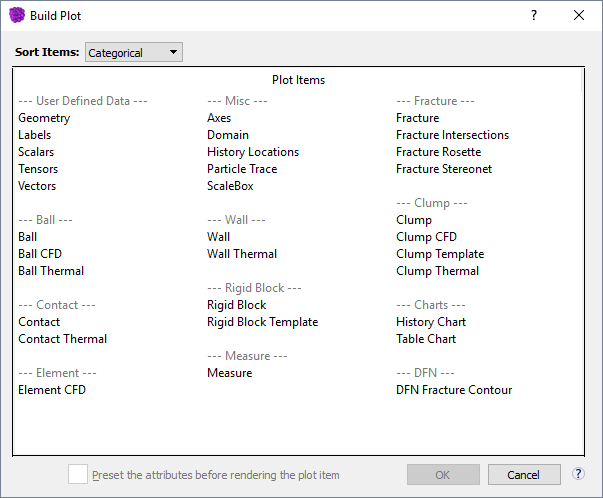 Build Plot
?
Sort Items: Categorical
Plot Items
--- User Defined Data ---
Geometry
Labels
Scalars
Tensors
Vectors
--- Ball ---
Ball
Ball CFD
Ball Thermal
--- Contact ---
Contact
Contact Thermal
--- Element ---
Element CFD
--- Misc ---
Axes
Domain
History Locations
Particle Trace
ScaleBox
--- Wall ---
Wall
Wall Thermal
--- Rigid Block ---
Rigid Block
Rigid Block Template
--- Measure ---
Measure
--- Fracture ---
Fracture
Fracture Intersections
Fracture Rosette
Fracture Stereonet
--- Clump ---
Clump
Clump CFD
Clump Template
Clump Thermal
--- Charts ---
History Chart
Table Chart
--- DFN ---
DFN Fracture Contour
Preset the attributes before rendering the plot item
OK
Cancel
?